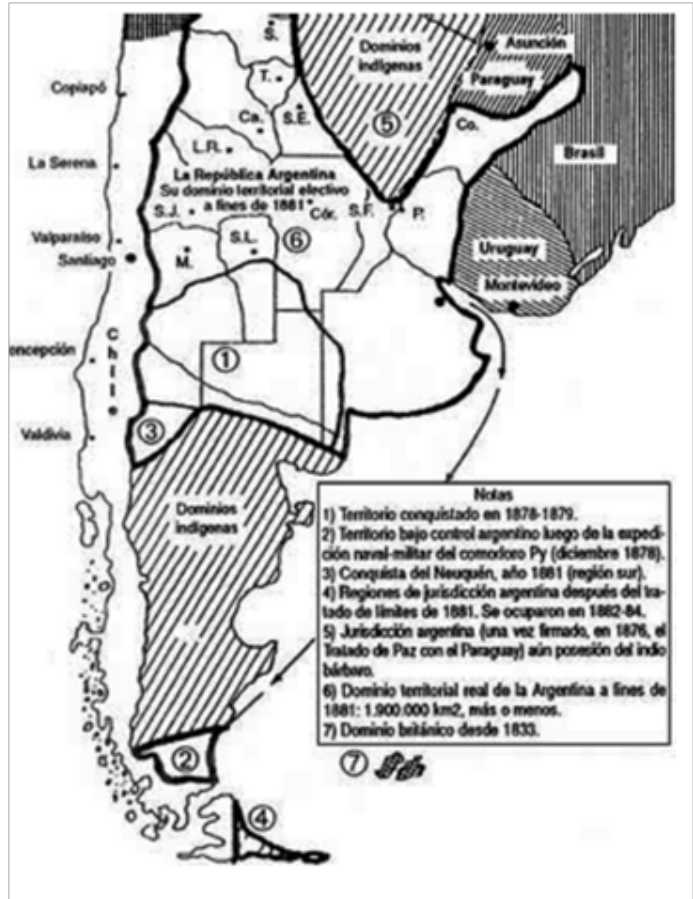 S.
Dominios
indígenas
Asunción
Paraguay
Copiapó
T.
Ca.
S.E.
5
Co.
L.R.
Brasil
La Serena
La República Argentina
Su dominio territorial electivo
a fines de 1881
S.J.
Cór.
S.F.
P.
Valparaíso
S.L.
6
Uruguay
Santiago
M.
Montevideo
oncepción
Chile
1
Valdivia
3
Dominios
indígenas
Notas
1) Territorio conquistado en 1878-1879.
2) Territorio bajo control argentino luego de la expedi-
ción naval-militar del comodoro Py (diciembre 1878).
3) Conquista del Neuquén, año 1881 (región sur).
4) Regiones de jurisdicción argentina después del tra-
tado de límites de 1881. Se ocuparon en 1882-84.
5) Jurisdicción argentina (una vez firmado, en 1876, el
Tratado de Paz con el Paraguay) aún posesión del indio
bárbaro.
6) Dominio territorial real de la Argentina a fines de
1881: 1.900.000 km2, más o menos.
7) Dominio británico desde 1833.
2
7
4